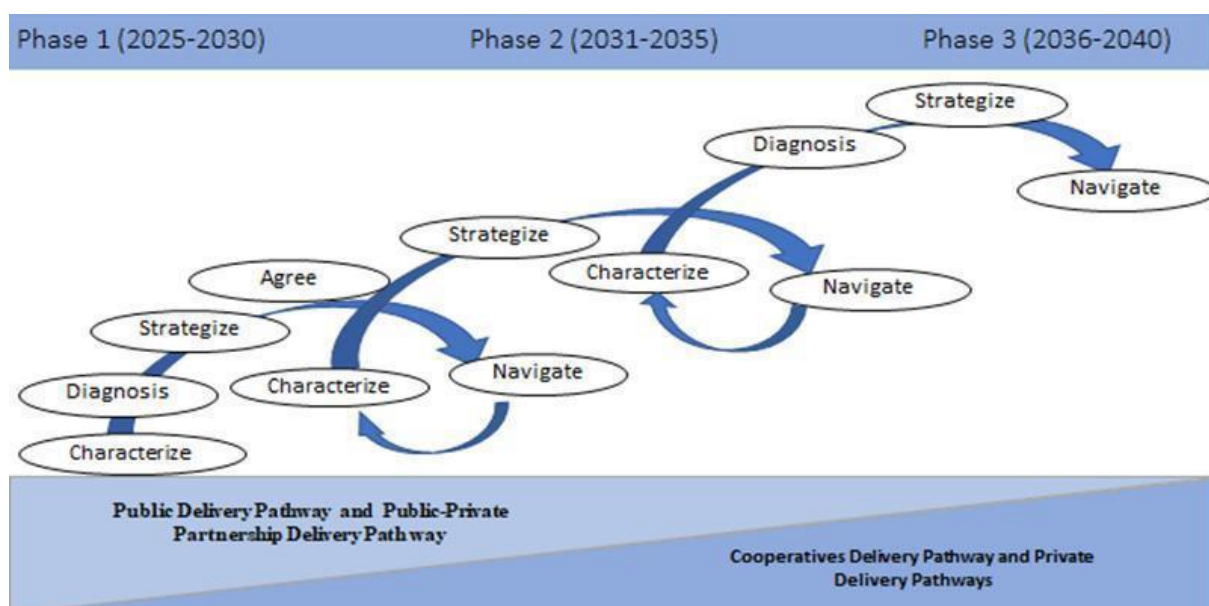 Phase 1 (2025-2030)
Phase 2 (2031-2035)
Phase 3 (2036-2040)
Strategize
Diagnosis
Navigate
Strategize
Characterize
Agree
Navigate
Strategize
Characterize
Navigate
Diagnosis
Characterize
Public Delivery Pathway and Public-Private
Partnership Delivery Pathway
Cooperatives Delivery Pathway and Private
Delivery Pathways